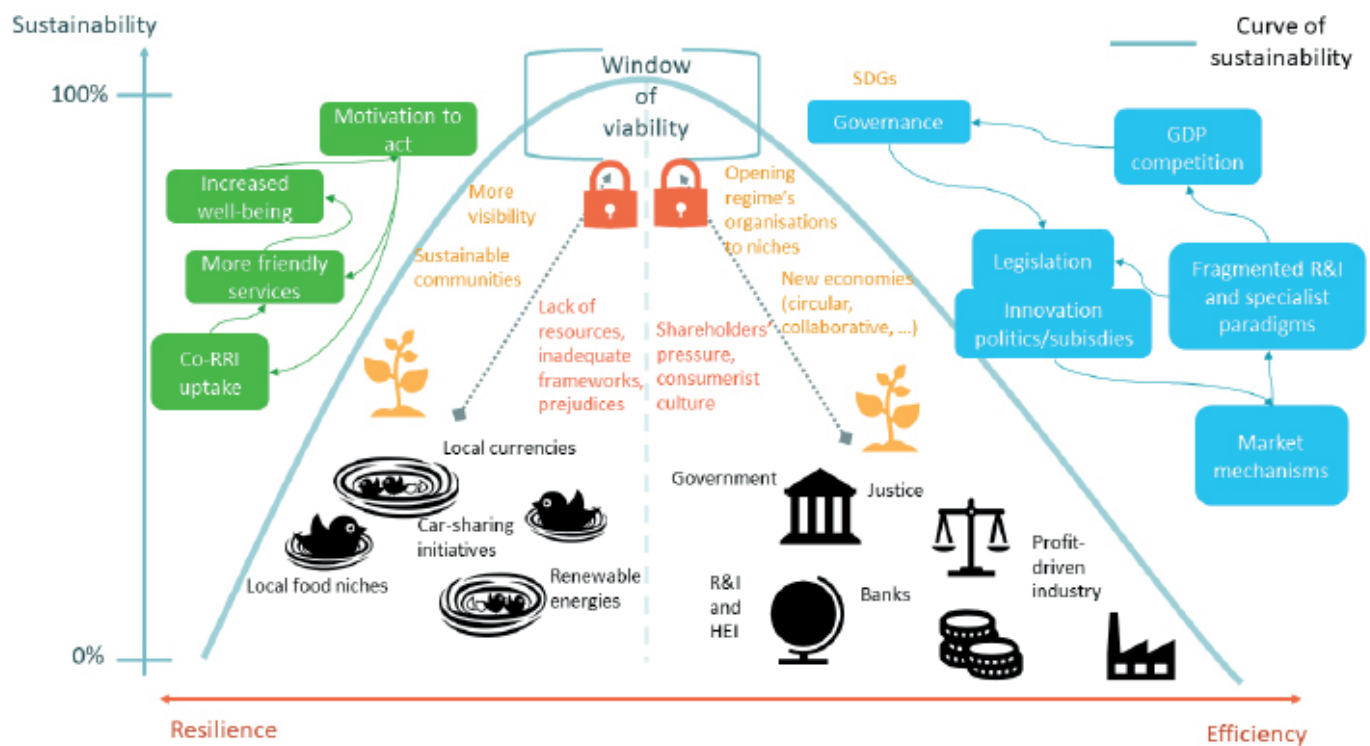 Sustainability
100%
0%
Window
of
viability
Curve of
sustainability
Motivation to
act
Increased
well-being
More friendly
services
Co-RRI
uptake
More
visibility
Sustainable
communities
Lack of
resources,
inadequate
frameworks,
prejudices
Shareholders'
pressure,
consumerist
culture
Opening
regime's
organisations
to niches
New economies
(circular,
collaborative, ...)
SDGs
Governance
GDP
competition
Legislation
Innovation
politics/subisdies
Fragmented R&I
and specialist
paradigms
Market
mechanisms
Local currencies
Car-sharing
initiatives
Local food niches
Renewable
energies
Government
Justice
R&I
and
HEI
Banks
Profit-
driven
industry
Resilience
Efficiency